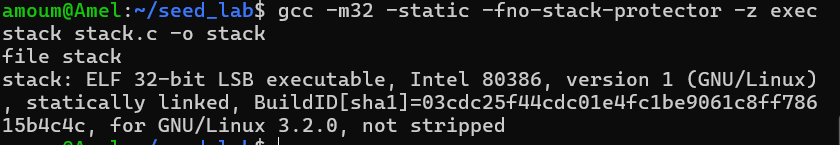 amoum@Amel:~/seed_lab$ gcc -m32 -static -fno-stack-protector -z exec
stack stack.c -o stack
file stack
stack: ELF 32-bit LSB executable, Intel 80386, version 1 (GNU/Linux)
, statically linked, BuildID[sha1]=03cdc25f44cdc01e4fc1be9061c8ff786
15b4c4c, for GNU/Linux 3.2.0, not stripped